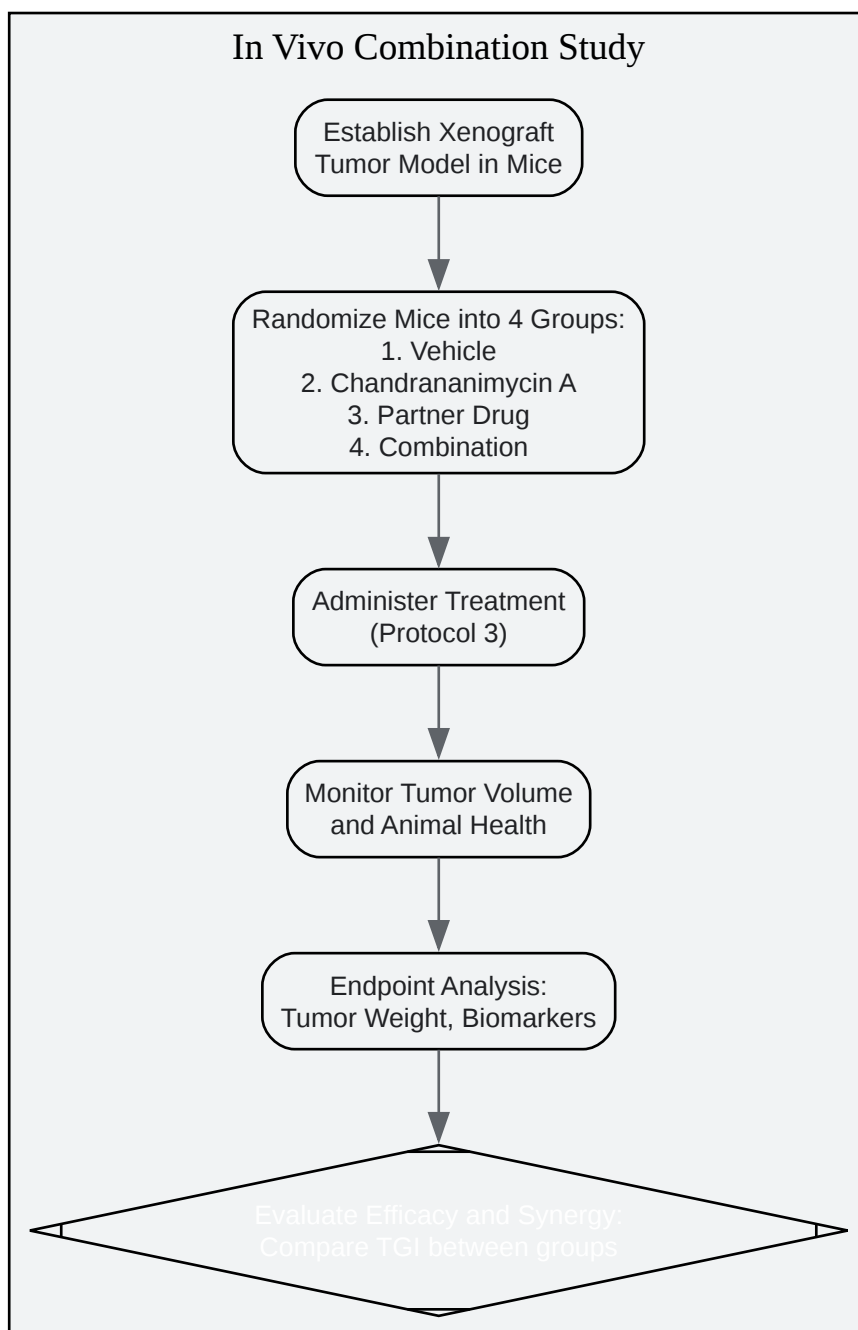 In Vivo Combination Study
Establish Xenograft
Tumor Model in Mice
Randomize Mice into 4 Groups:
1. Vehicle
2. Chandrananimycin A
3. Partner Drug
4. Combination
Administer Treatment
(Protocol 3)
Monitor Tumor Volume
and Animal Health
Endpoint Analysis:
Tumor Weight, Biomarkers
Evaluate Efficacy and Synergy:
Compare TGI between groups